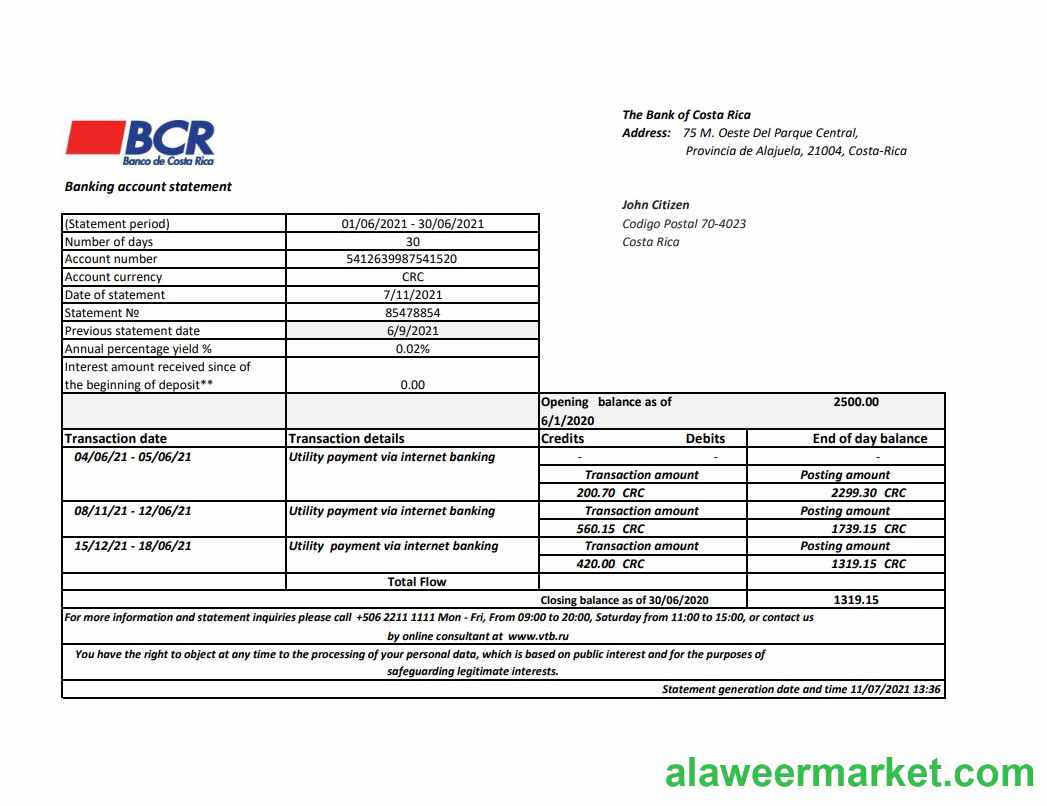 BCR
Banco de Costa Rica
The Bank of Costa Rica
Address: 75 M. Oeste Del Parque Central,
Provincia de Alajuela, 21004, Costa-Rica
Banking account statement
John Citizen
Codigo Postal 70-4023
Costa Rica
(Statement period) 01/06/2021 - 30/06/2021
Number of days 30
Account number 5412639987541520
Account currency CRC
Date of statement 7/11/2021
Statement № 85478854
Previous statement date 6/9/2021
Annual percentage yield % 0.02%
Interest amount received since of
the beginning of deposit** 0.00
Opening balance as of 2500.00
6/1/2020
Transaction date Transaction details Credits Debits End of day balance
04/06/21 - 05/06/21 Utility payment via internet banking - - -
Transaction amount Posting amount
200.70 CRC 2299.30 CRC
08/11/21 - 12/06/21 Utility payment via internet banking Transaction amount Posting amount
560.15 CRC 1739.15 CRC
15/12/21 - 18/06/21 Utility payment via internet banking Transaction amount Posting amount
420.00 CRC 1319.15 CRC
Total Flow
Closing balance as of 30/06/2020 1319.15
For more information and statement inquiries please call +506 2211 1111 Mon - Fri, From 09:00 to 20:00, Saturday from 11:00 to 15:00, or contact us
by online consultant at www.vtb.ru
You have the right to object at any time to the processing of your personal data, which is based on public interest and for the purposes of
safeguarding legitimate interests.
Statement generation date and time 11/07/2021 13:36
alaweermarket.com